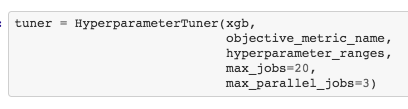 tuner = HyperparameterTuner(xgb,
                            objective_metric_name,
                            hyperparameter_ranges,
                            max_jobs=20,
                            max_parallel_jobs=3)